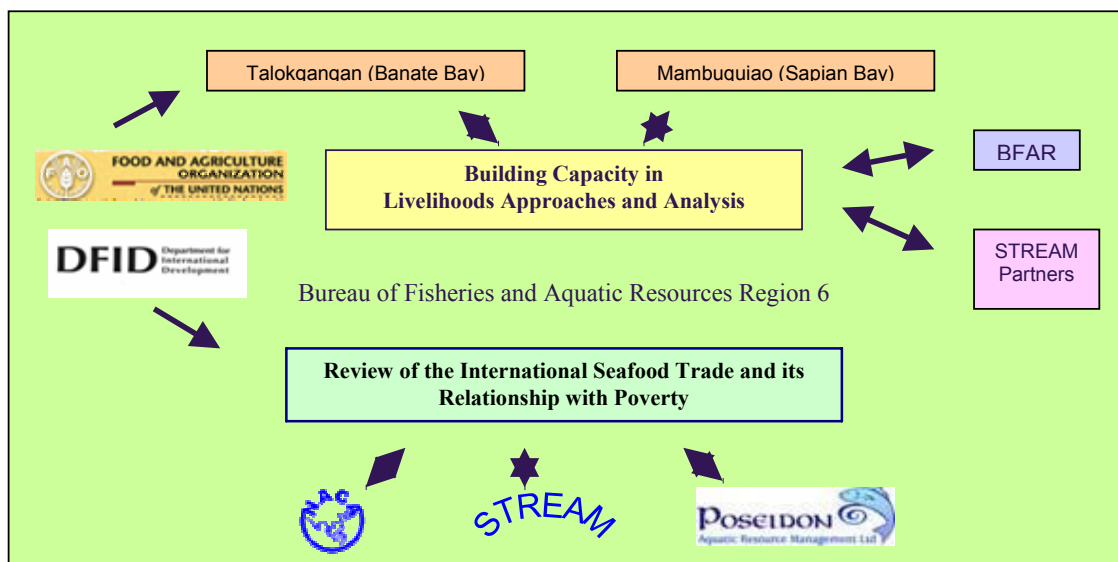 Talokgangan (Banate Bay)
Mambuquiao (Sapian Bay)
FOOD AND AGRICULTURE
ORGANIZATION
of THE UNITED NATIONS
Building Capacity in
Livelihoods Approaches and Analysis
BFAR
DFID
Department for
International
Development
STREAM
Partners
Bureau of Fisheries and Aquatic Resources Region 6
Review of the International Seafood Trade and its
Relationship with Poverty
NACA
STREAM
POSEIDON
Aquatic Resource Management Ltd